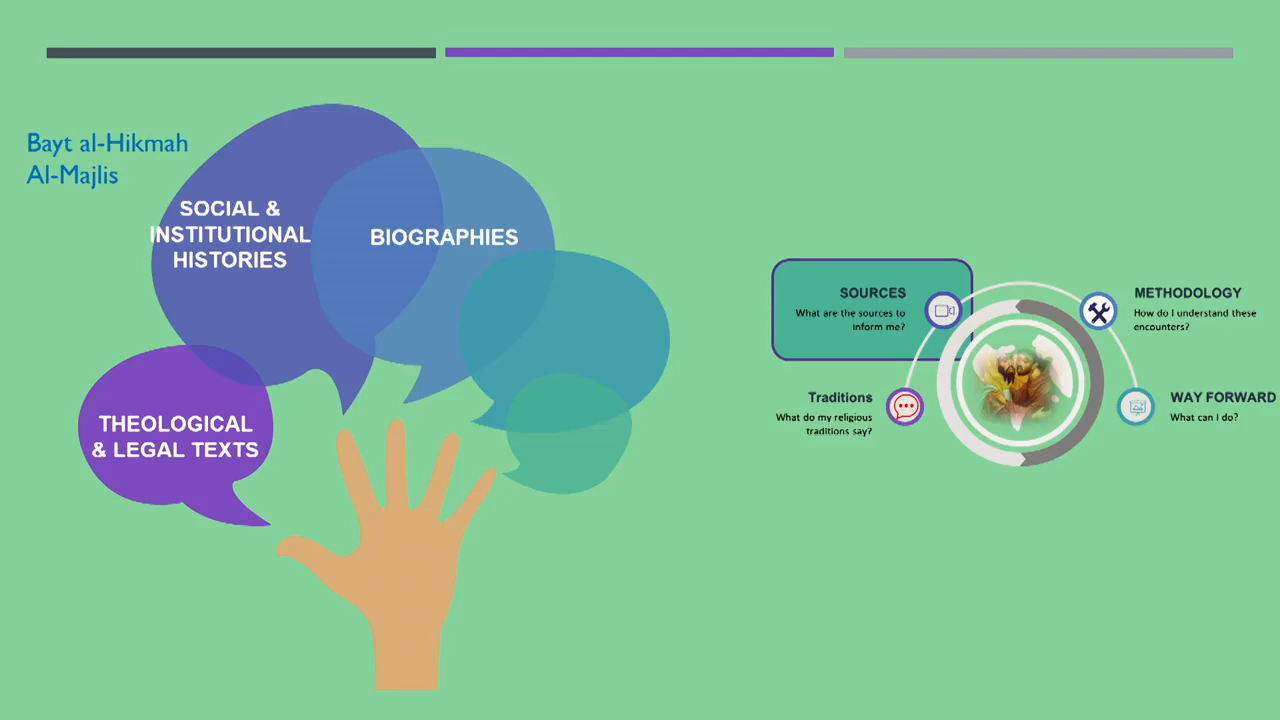 Bayt al-Hikmah
Al-Majlis
SOCIAL &
INSTITUTIONAL
HISTORIES
BIOGRAPHIES
THEOLOGICAL
& LEGAL TEXTS
SOURCES
What are the sources to
inform me?
METHODOLOGY
How do I understand these
encounters?
Traditions
What do my religious
traditions say?
WAY FORWARD
What can I do?